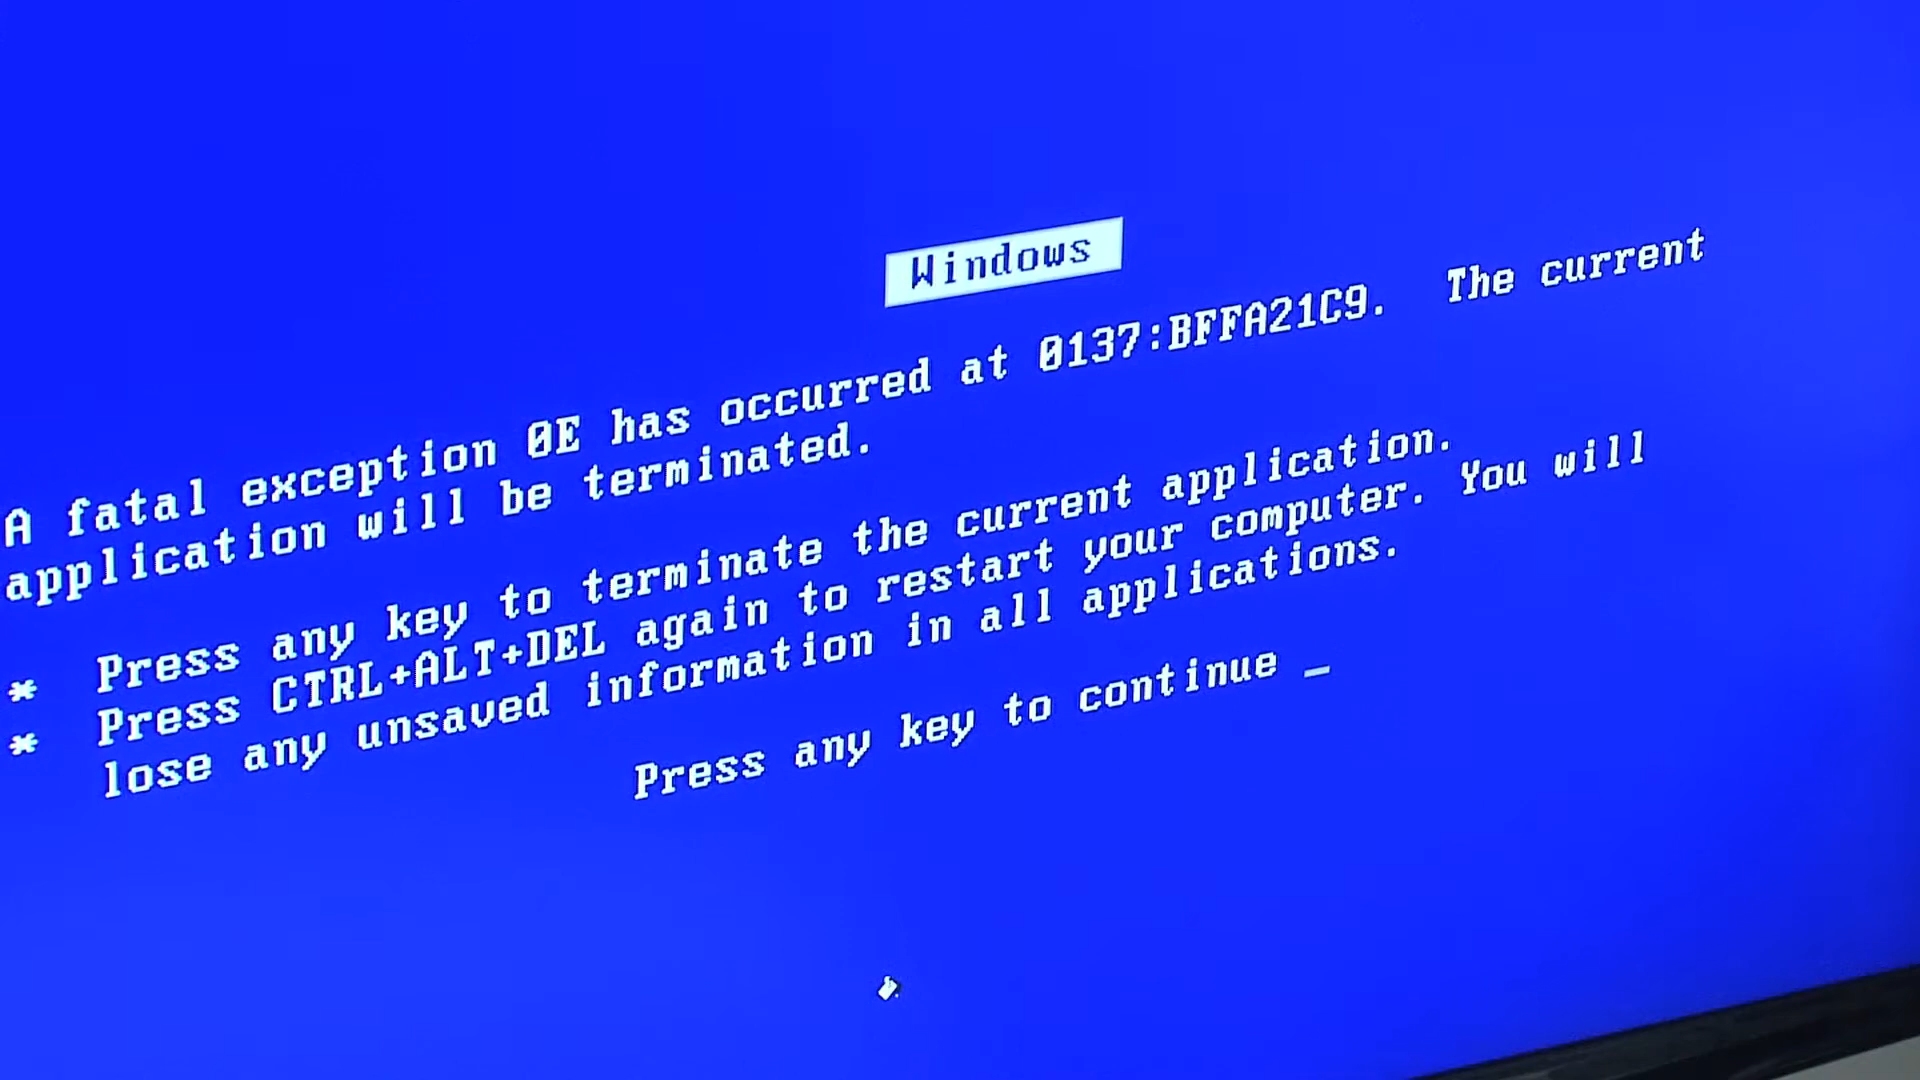 Windows
A fatal exception 0E has occurred at 0137:BFFA21C9. The current
application will be terminated.
* Press any key to terminate the current application.
* Press CTRL+ALT+DEL again to restart your computer. You will
lose any unsaved information in all applications.
Press any key to continue _